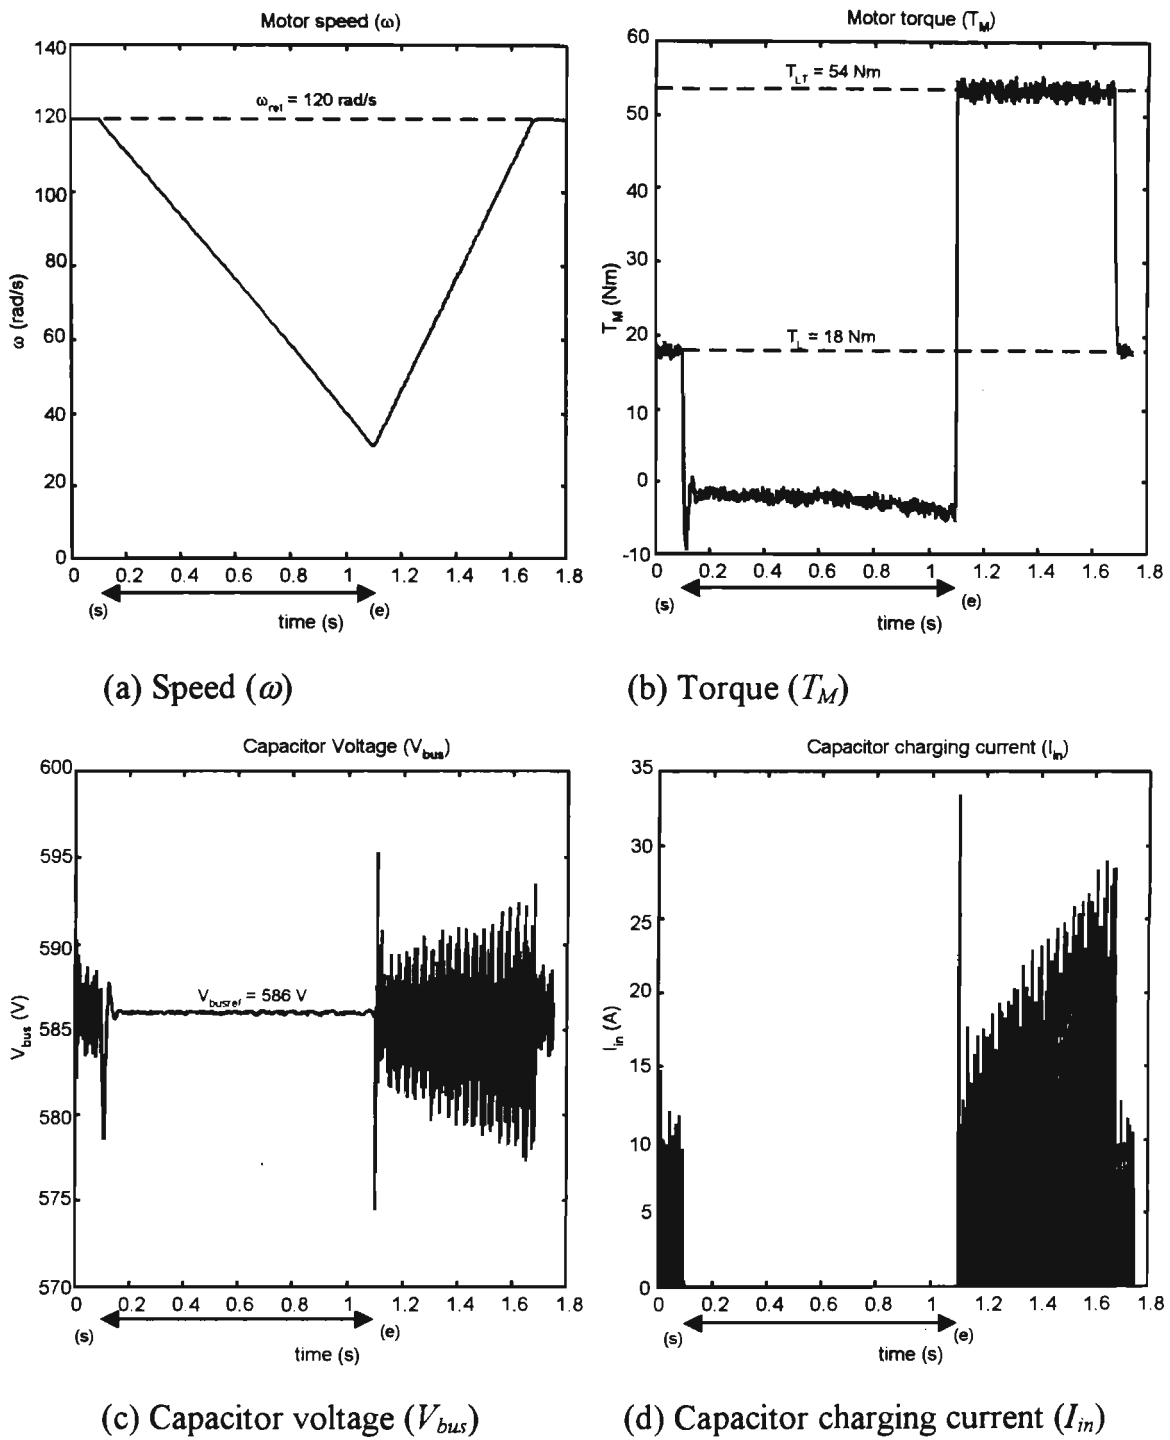 Motor speed (ω)
140
120
100
80
60
40
20
0
ω (rad/s)
ω_ref = 120 rad/s
0 0.2 0.4 0.6 0.8 1 1.2 1.4 1.6 1.8
(s) (e)
time (s)
(a) Speed (ω)
Motor torque (T_M)
60
50
40
30
20
10
0
-10
T_M (Nm)
T_LT = 54 Nm
T_L = 18 Nm
0 0.2 0.4 0.6 0.8 1 1.2 1.4 1.6 1.8
(s) (e)
time (s)
(b) Torque (T_M)
Capacitor Voltage (V_bus)
600
595
590
585
580
575
570
V_bus (V)
V_busref = 586 V
0 0.2 0.4 0.6 0.8 1 1.2 1.4 1.6 1.8
(s) (e)
time (s)
(c) Capacitor voltage (V_bus)
Capacitor charging current (I_in)
35
30
25
20
15
10
5
0
I_in (A)
0 0.2 0.4 0.6 0.8 1 1.2 1.4 1.6 1.8
(s) (e)
time (s)
(d) Capacitor charging current (I_in)